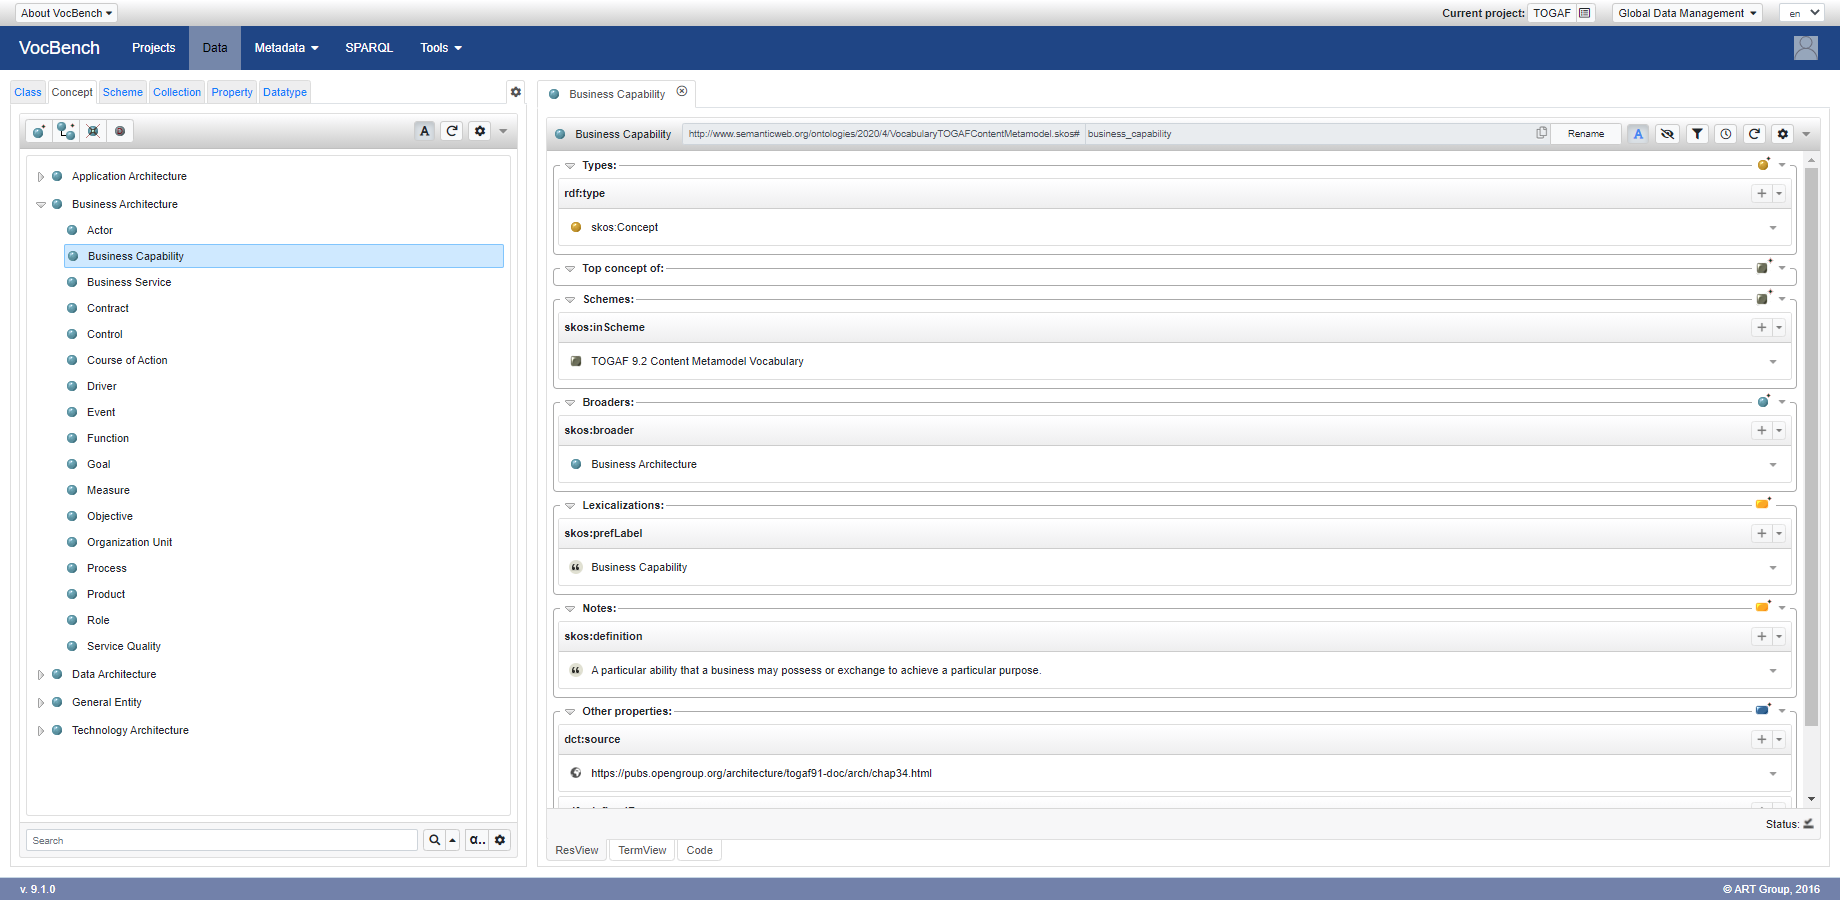 About VocBench
Current project: TOGAF Global Data Management en
VocBench Projects Data Metadata SPARQL Tools
Class Concept Scheme Collection Property Datatype
A
Application Architecture
Business Architecture
Actor
Business Capability
Business Service
Contract
Control
Course of Action
Driver
Event
Function
Goal
Measure
Objective
Organization Unit
Process
Product
Role
Service Quality
Data Architecture
General Entity
Technology Architecture
Search
α..
Business Capability
Business Capability http://www.semanticweb.org/ontologies/2020/4/VocabularyTOGAFContentMetamodel.skos# business_capability Rename A
Types:
rdf:type
skos:Concept
Top concept of:
Schemes:
skos:inScheme
TOGAF 9.2 Content Metamodel Vocabulary
Broaders:
skos:broader
Business Architecture
Lexicalizations:
skos:prefLabel
Business Capability
Notes:
skos:definition
A particular ability that a business may possess or exchange to achieve a particular purpose.
Other properties:
dct:source
https://pubs.opengroup.org/architecture/togaf91-doc/arch/chap34.html
Status:
ResView TermView Code
v. 9.1.0
© ART Group, 2016